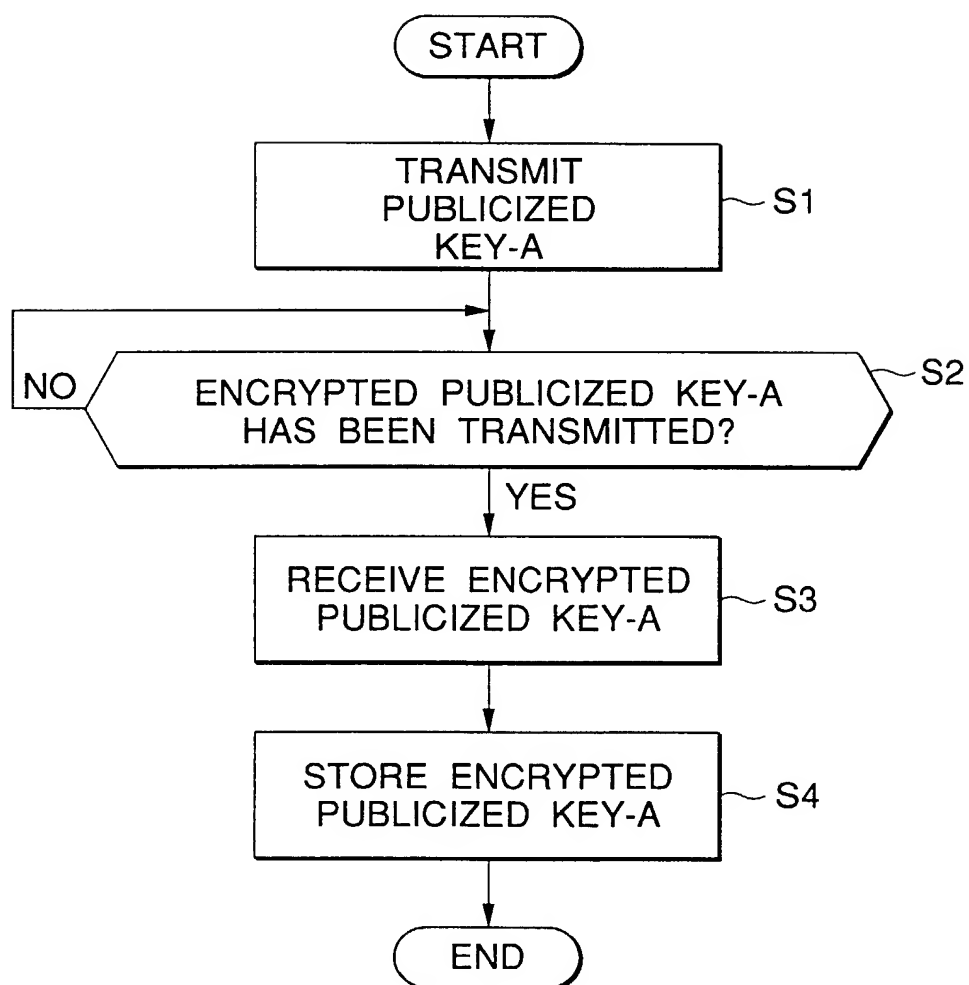 START
TRANSMIT
PUBLICIZED
KEY-A
S1
NO
ENCRYPTED PUBLICIZED KEY-A
HAS BEEN TRANSMITTED?
S2
YES
RECEIVE ENCRYPTED
PUBLICIZED KEY-A
S3
STORE ENCRYPTED
PUBLICIZED KEY-A
S4
END